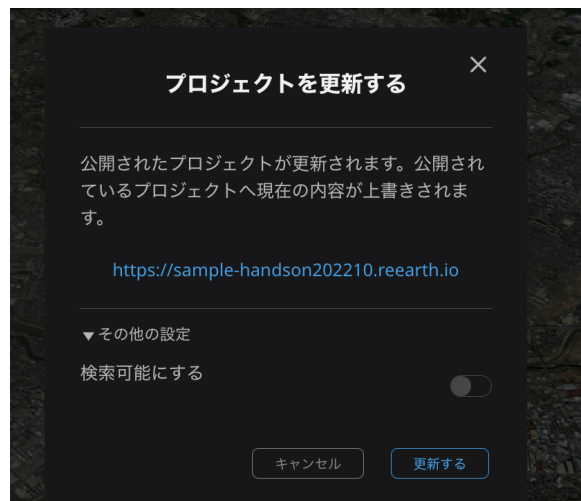 プロジェクトを更新する
公開されたプロジェクトが更新されます。公開され
ているプロジェクトへ現在の内容が上書きされま
す。
https://sample-handson202210.reearth.io
▼その他の設定
検索可能にする
キャンセル
更新する